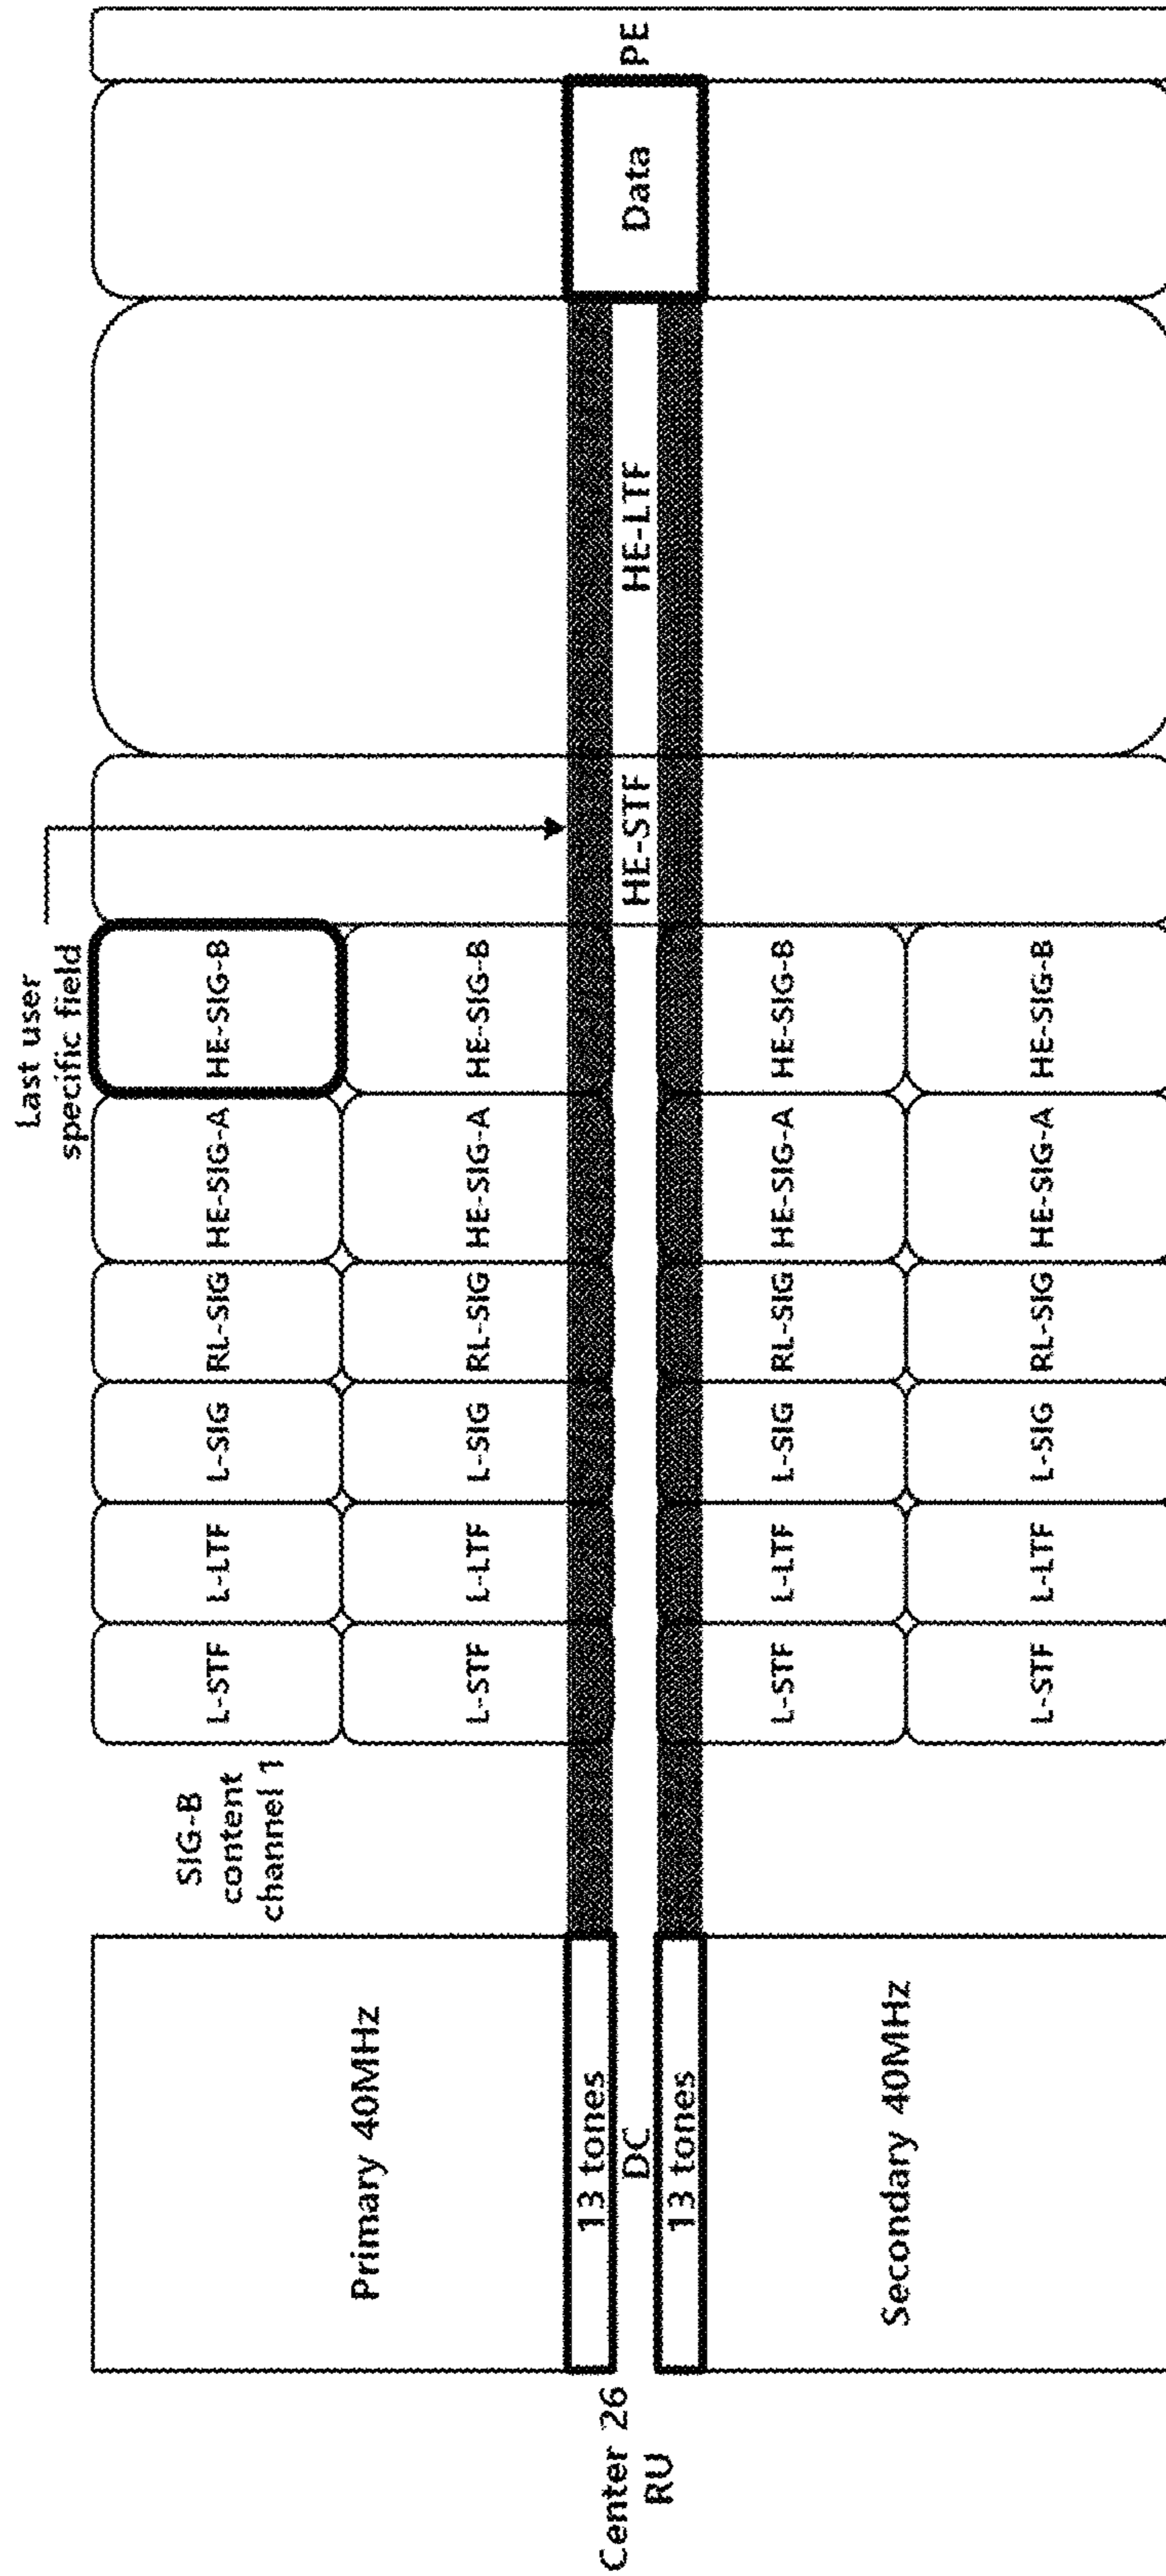 Last user
specific field
SIG-B
content
channel 1
Primary 40MHz
L-STF
L-LTF
L-SIG
RL-SIG
HE-SIG-A
HE-SIG-B
L-STF
L-LTF
L-SIG
RL-SIG
HE-SIG-A
HE-SIG-B
Center 26
RU
13 tones
DC
13 tones
HE-STF
HE-LTF
Data
PE
Secondary 40MHz
L-STF
L-LTF
L-SIG
RL-SIG
HE-SIG-A
HE-SIG-B
L-STF
L-LTF
L-SIG
RL-SIG
HE-SIG-A
HE-SIG-B